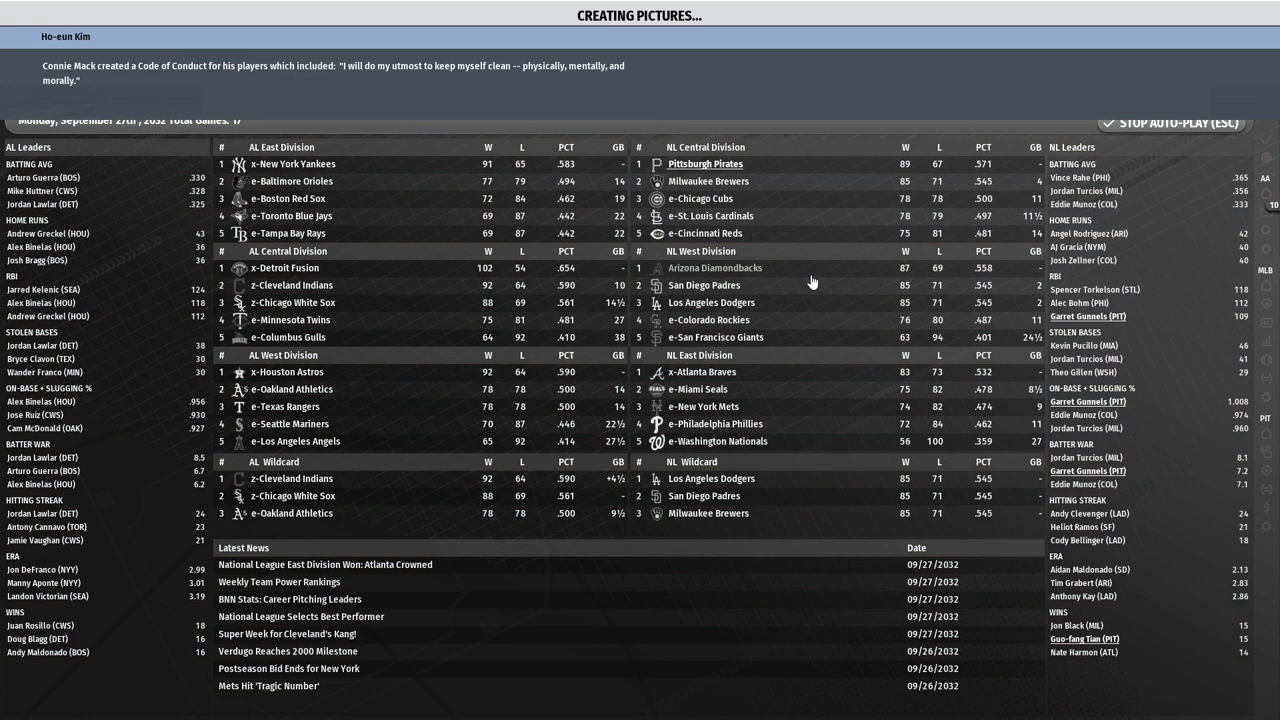 CREATING PICTURES...
Ho-eun Kim
Connie Mack created a Code of Conduct for his players which included: "I will do my utmost to keep myself clean -- physically, mentally, and
morally."
Monday, September 27th, 2032 Total Games: 17
STOP AUTO-PLAY (ESC)
AL Leaders
BATTING AVG
Arturo Guerra (BOS) .330
Mike Huttner (CWS) .328
Jordan Lawlar (DET) .325
HOME RUNS
Andrew Greckel (HOU) 43
Alex Binelas (HOU) 36
Josh Bragg (BOS) 36
RBI
Jarred Kelenic (SEA) 124
Alex Binelas (HOU) 118
Andrew Greckel (HOU) 112
STOLEN BASES
Jordan Lawlar (DET) 38
Bryce Clavon (TEX) 30
Wander Franco (MIN) 30
ON-BASE + SLUGGING %
Alex Binelas (HOU) .956
Jose Ruiz (CWS) .930
Cam McDonald (OAK) .927
BATTER WAR
Jordan Lawlar (DET) 8.5
Arturo Guerra (BOS) 6.7
Alex Binelas (HOU) 6.2
HITTING STREAK
Jordan Lawlar (DET) 24
Antony Cannavo (TOR) 23
Jamie Vaughan (CWS) 21
ERA
Jon DeFranco (NYY) 2.99
Manny Aponte (NYY) 3.01
Landon Victorian (SEA) 3.19
WINS
Juan Rosillo (CWS) 18
Doug Blagg (DET) 16
Andy Maldonado (BOS) 16
# AL East Division W L PCT GB
1 x-New York Yankees 91 65 .583 -
2 e-Baltimore Orioles 77 79 .494 14
3 e-Boston Red Sox 72 84 .462 19
4 e-Toronto Blue Jays 69 87 .442 22
5 e-Tampa Bay Rays 69 87 .442 22
# AL Central Division W L PCT GB
1 x-Detroit Fusion 102 54 .654 -
2 z-Cleveland Indians 92 64 .590 10
3 z-Chicago White Sox 88 69 .561 14½
4 e-Minnesota Twins 75 81 .481 27
5 e-Columbus Gulls 64 92 .410 38
# AL West Division W L PCT GB
1 x-Houston Astros 92 64 .590 -
2 e-Oakland Athletics 78 78 .500 14
3 e-Texas Rangers 78 78 .500 14
4 e-Seattle Mariners 70 87 .446 22½
5 e-Los Angeles Angels 65 92 .414 27½
# AL Wildcard W L PCT GB
1 z-Cleveland Indians 92 64 .590 +4½
2 z-Chicago White Sox 88 69 .561 -
3 e-Oakland Athletics 78 78 .500 9½
# NL Central Division W L PCT GB
1 Pittsburgh Pirates 89 67 .571 -
2 Milwaukee Brewers 85 71 .545 4
3 e-Chicago Cubs 78 78 .500 11
4 e-St. Louis Cardinals 78 79 .497 11½
5 e-Cincinnati Reds 75 81 .481 14
# NL West Division W L PCT GB
1 Arizona Diamondbacks 87 69 .558 -
2 San Diego Padres 85 71 .545 2
3 Los Angeles Dodgers 85 71 .545 2
4 e-Colorado Rockies 76 80 .487 11
5 e-San Francisco Giants 63 94 .401 24½
# NL East Division W L PCT GB
1 x-Atlanta Braves 83 73 .532 -
2 e-Miami Seals 75 82 .478 8½
3 e-New York Mets 74 82 .474 9
4 e-Philadelphia Phillies 72 84 .462 11
5 e-Washington Nationals 56 100 .359 27
# NL Wildcard W L PCT GB
1 Los Angeles Dodgers 85 71 .545 -
2 San Diego Padres 85 71 .545 -
3 Milwaukee Brewers 85 71 .545 -
Latest News Date
National League East Division Won: Atlanta Crowned 09/27/2032
Weekly Team Power Rankings 09/27/2032
BNN Stats: Career Pitching Leaders 09/27/2032
National League Selects Best Performer 09/27/2032
Super Week for Cleveland's Kang! 09/27/2032
Verdugo Reaches 2000 Milestone 09/26/2032
Postseason Bid Ends for New York 09/26/2032
Mets Hit 'Tragic Number' 09/26/2032
NL Leaders
BATTING AVG
Vince Rahe (PHI) .365
Jordan Turcios (MIL) .356
Eddie Munoz (COL) .333
HOME RUNS
Angel Rodriguez (ARI) 42
AJ Gracia (NYM) 40
Josh Zellner (COL) 40
RBI
Spencer Torkelson (STL) 118
Alec Bohm (PHI) 112
Garret Gunnels (PIT) 109
STOLEN BASES
Kevin Pucillo (MIA) 46
Jordan Turcios (MIL) 41
Theo Gillen (WSH) 29
ON-BASE + SLUGGING %
Garret Gunnels (PIT) 1.008
Eddie Munoz (COL) .974
Jordan Turcios (MIL) .960
BATTER WAR
Jordan Turcios (MIL) 8.1
Garret Gunnels (PIT) 7.2
Eddie Munoz (COL) 7.1
HITTING STREAK
Andy Clevenger (LAD) 24
Heliot Ramos (SF) 21
Cody Bellinger (LAD) 18
ERA
Aidan Maldonado (SD) 2.13
Tim Grabert (ARI) 2.83
Anthony Kay (LAD) 2.86
WINS
Jon Black (MIL) 15
Guo-fang Tian (PIT) 15
Nate Harmon (ATL) 14
AA
10
MLB
PIT